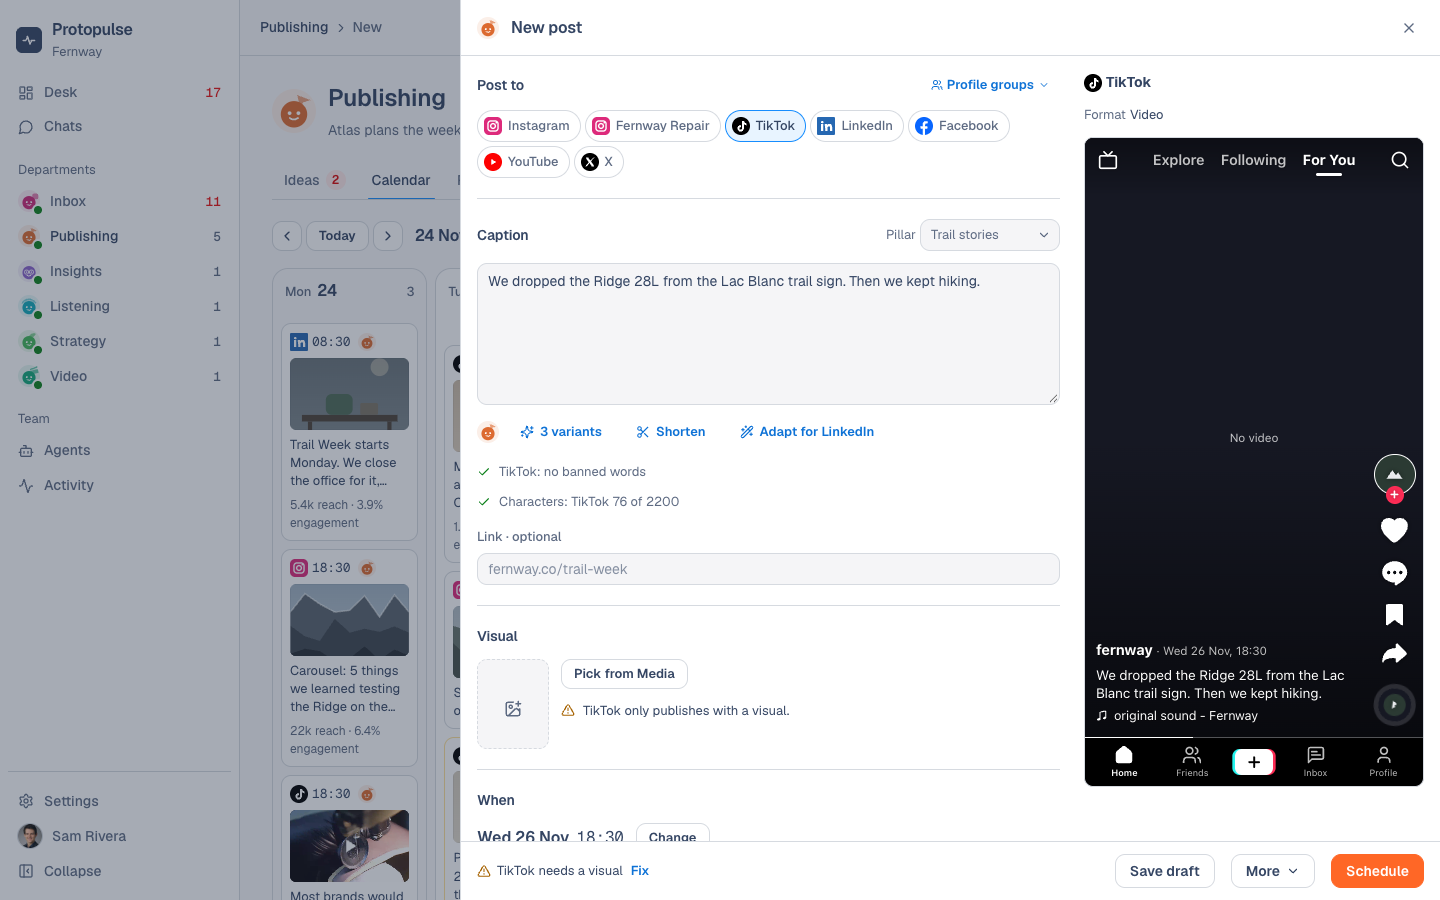 Protopulse
Fernway
Desk 17
Chats
Departments
Inbox 11
Publishing 5
Insights 1
Listening 1
Strategy 1
Video 1
Team
Agents
Activity
Settings
Sam Rivera
Collapse
Publishing > New
Publishing
Atlas plans the week
Ideas 2 Calendar
Today 24 Nov
Mon 24 3
08:30
Trail Week starts
Monday. We close
the office for it,...
5.4k reach · 3.9%
engagement
18:30
Carousel: 5 things
we learned testing
the Ridge on the...
22k reach · 6.4%
engagement
18:30
Most brands would
New post
Post to Profile groups
Instagram Fernway Repair TikTok LinkedIn Facebook
YouTube X
Caption Pillar Trail stories
We dropped the Ridge 28L from the Lac Blanc trail sign. Then we kept hiking.
3 variants Shorten Adapt for LinkedIn
TikTok: no banned words
Characters: TikTok 76 of 2200
Link · optional
fernway.co/trail-week
Visual
Pick from Media
TikTok only publishes with a visual.
When
Wed 26 Nov 18:30 Change
TikTok needs a visual Fix
Save draft More Schedule
TikTok
Format Video
Explore Following For You
No video
fernway · Wed 26 Nov, 18:30
We dropped the Ridge 28L from the Lac
Blanc trail sign. Then we kept hiking.
original sound - Fernway
Home Friends Inbox Profile